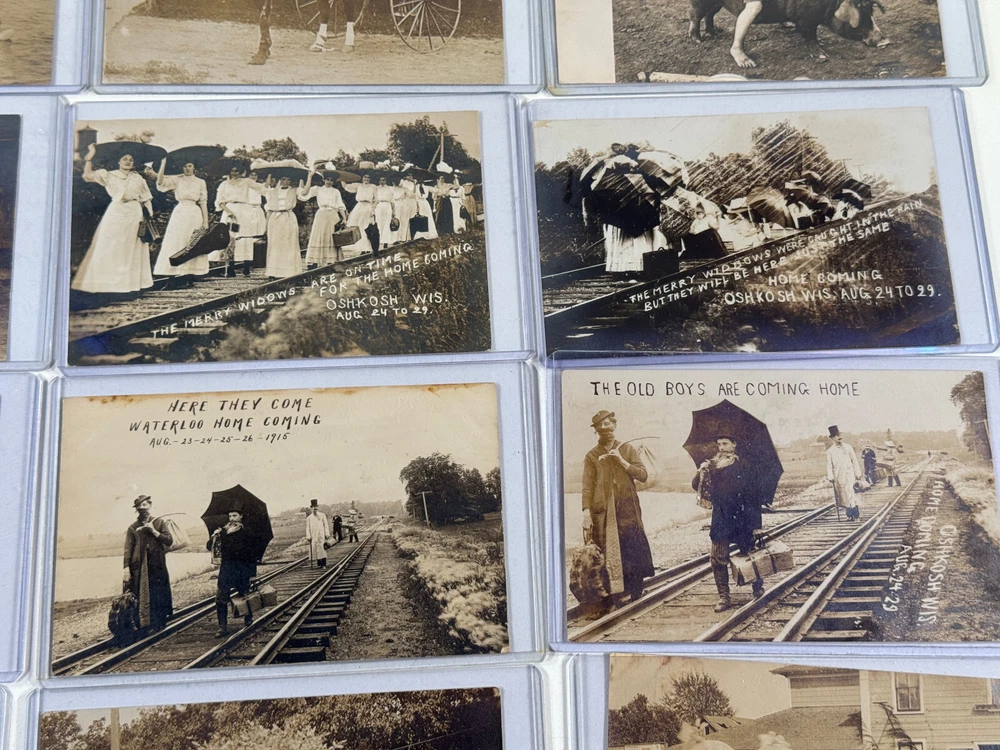 THE MERRY WIDOWS ARE ON TIME
FOR THE HOME COMING
OSHKOSH WIS.
AUG. 24 TO 29.
THE MERRY WIDOWS WERE CAUGHT IN THE RAIN
BUT THEY WILL BE HERE JUST THE SAME
HOME COMING
OSHKOSH WIS. AUG. 24 TO 29.
HERE THEY COME
WATERLOO HOME COMING
AUG.-23-24-25-26-1915
THE OLD BOYS ARE COMING HOME
HOME COMING
OSHKOSH WIS
AUG. 24-29